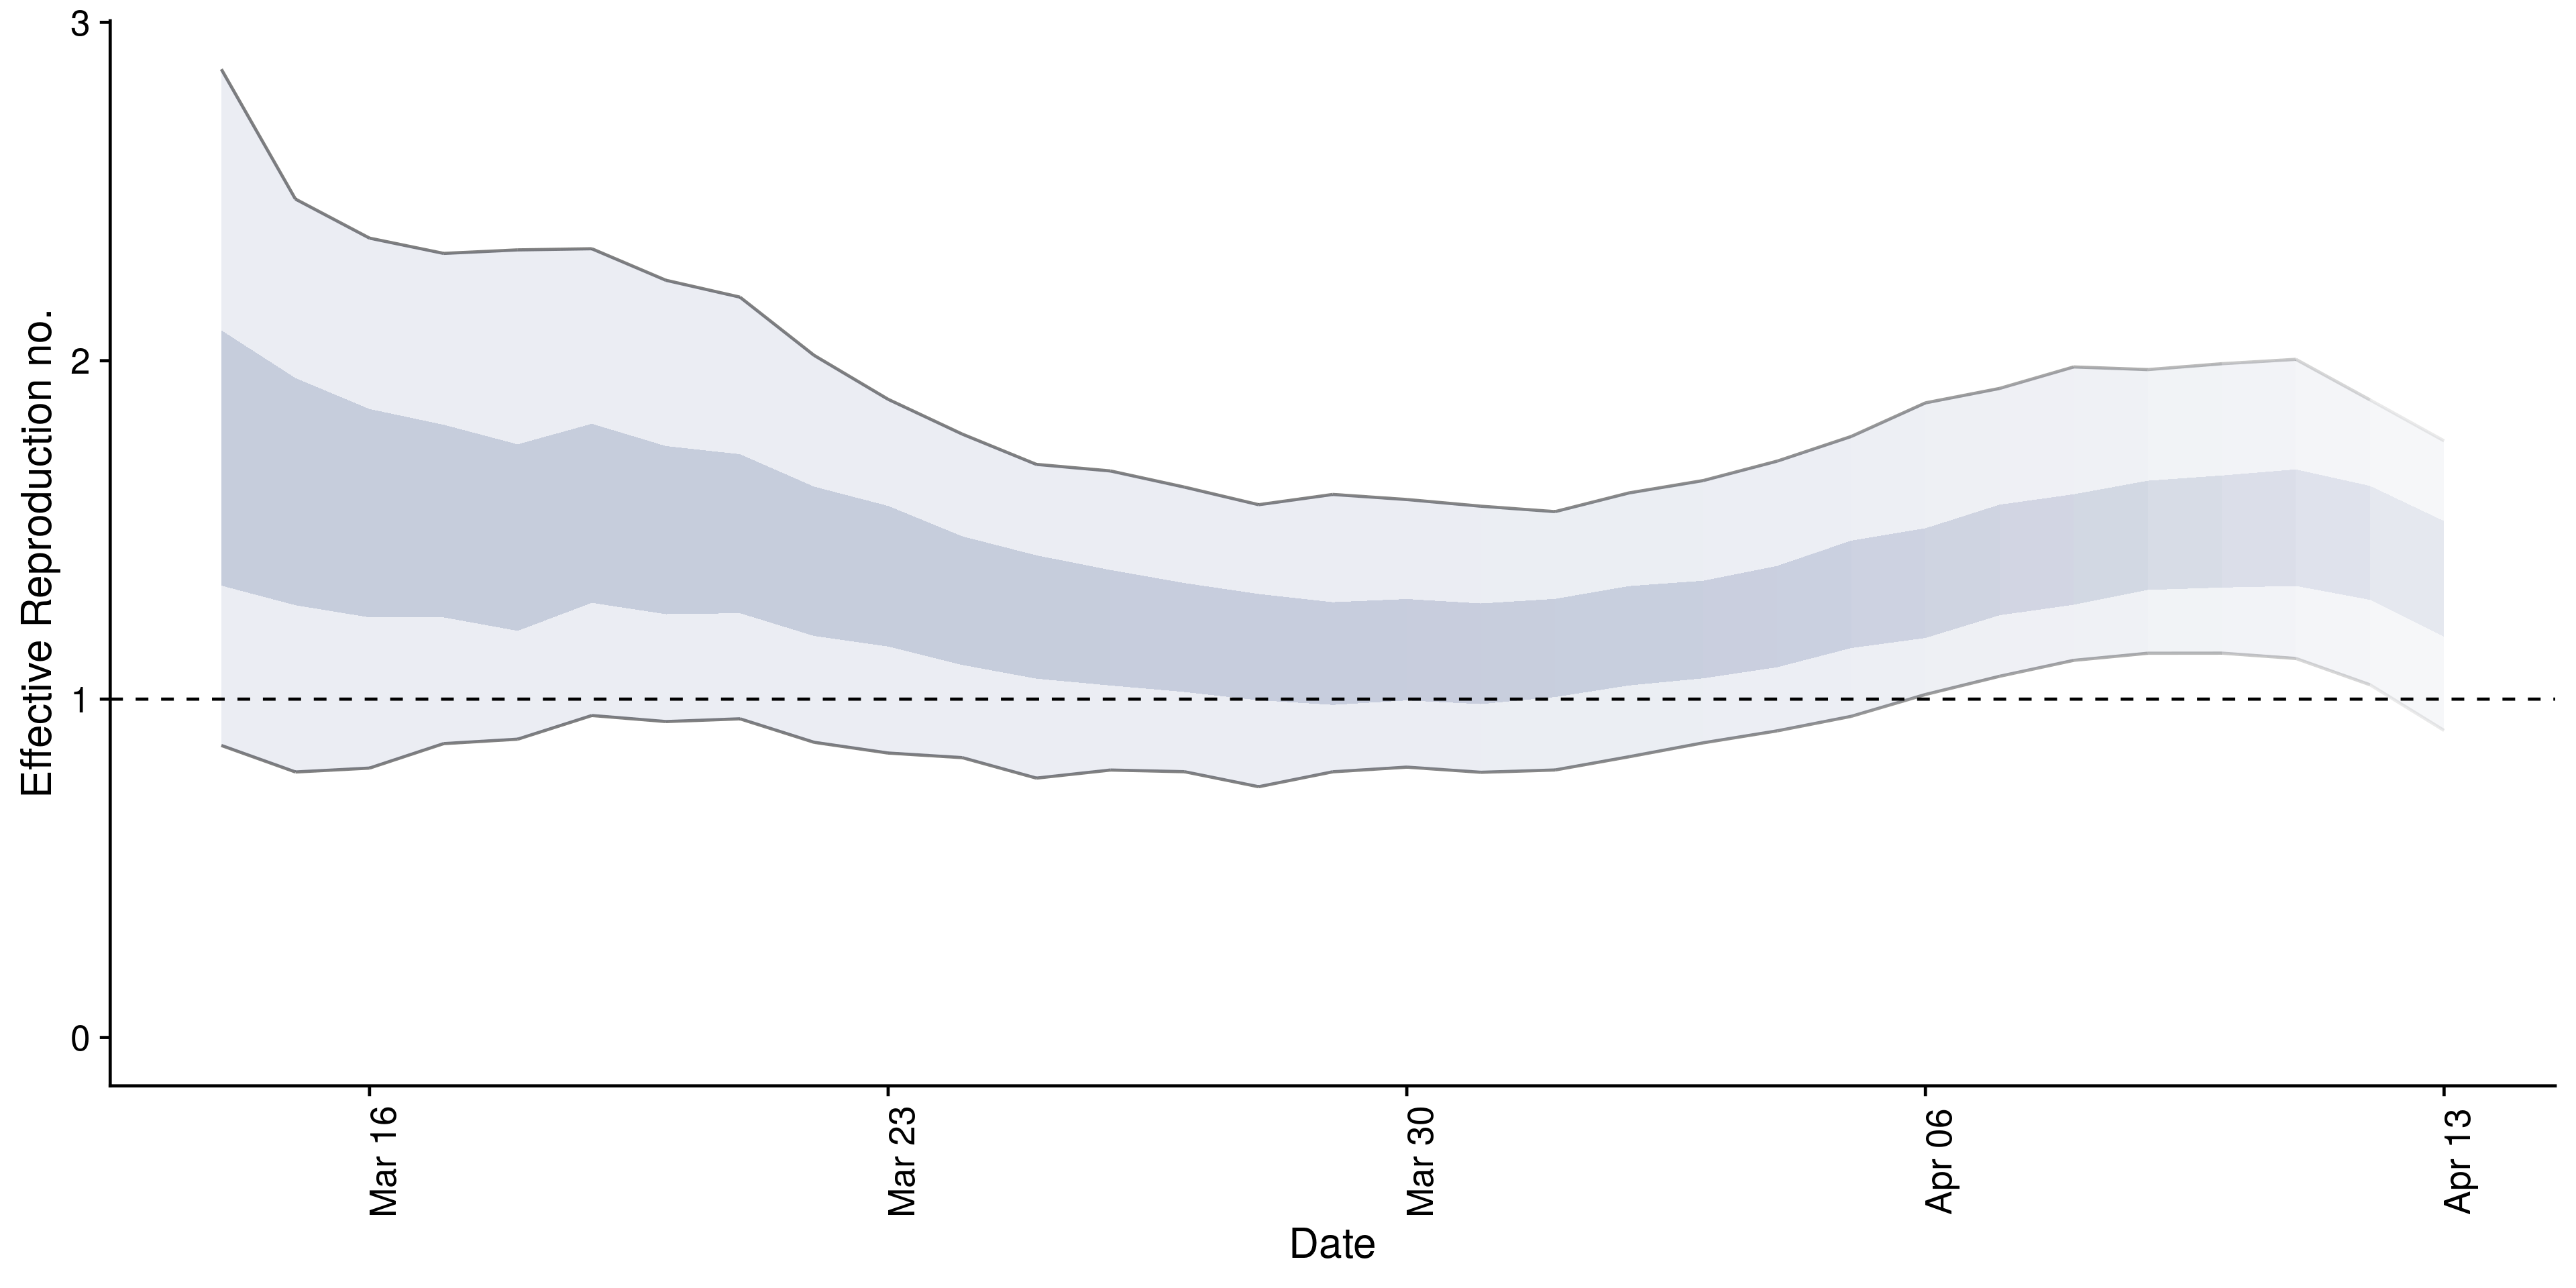 Effective Reproduction no.
3
2
1
0
Mar 16
Mar 23
Mar 30
Apr 06
Apr 13
Date